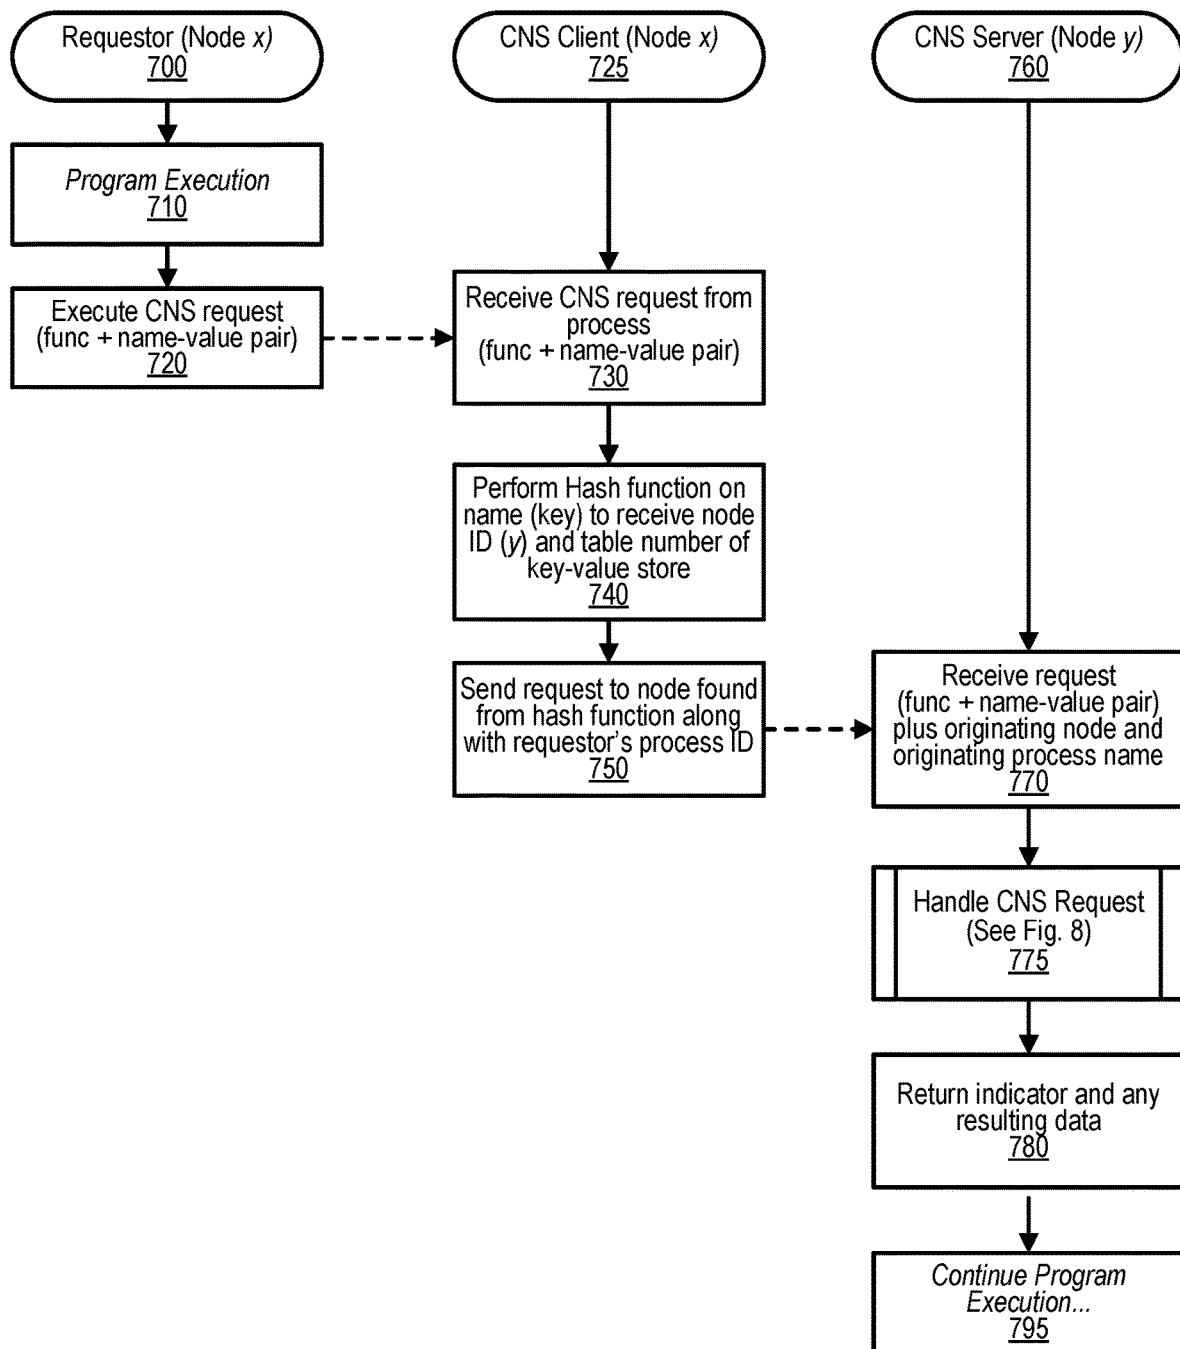 Requestor (Node x)
700
Program Execution
710
Execute CNS request
(func + name-value pair)
720
CNS Client (Node x)
725
Receive CNS request from
process
(func + name-value pair)
730
Perform Hash function on
name (key) to receive node
ID (y) and table number of
key-value store
740
Send request to node found
from hash function along
with requestor's process ID
750
CNS Server (Node y)
760
Receive request
(func + name-value pair)
plus originating node and
originating process name
770
Handle CNS Request
(See Fig. 8)
775
Return indicator and any
resulting data
780
Continue Program
Execution...
795